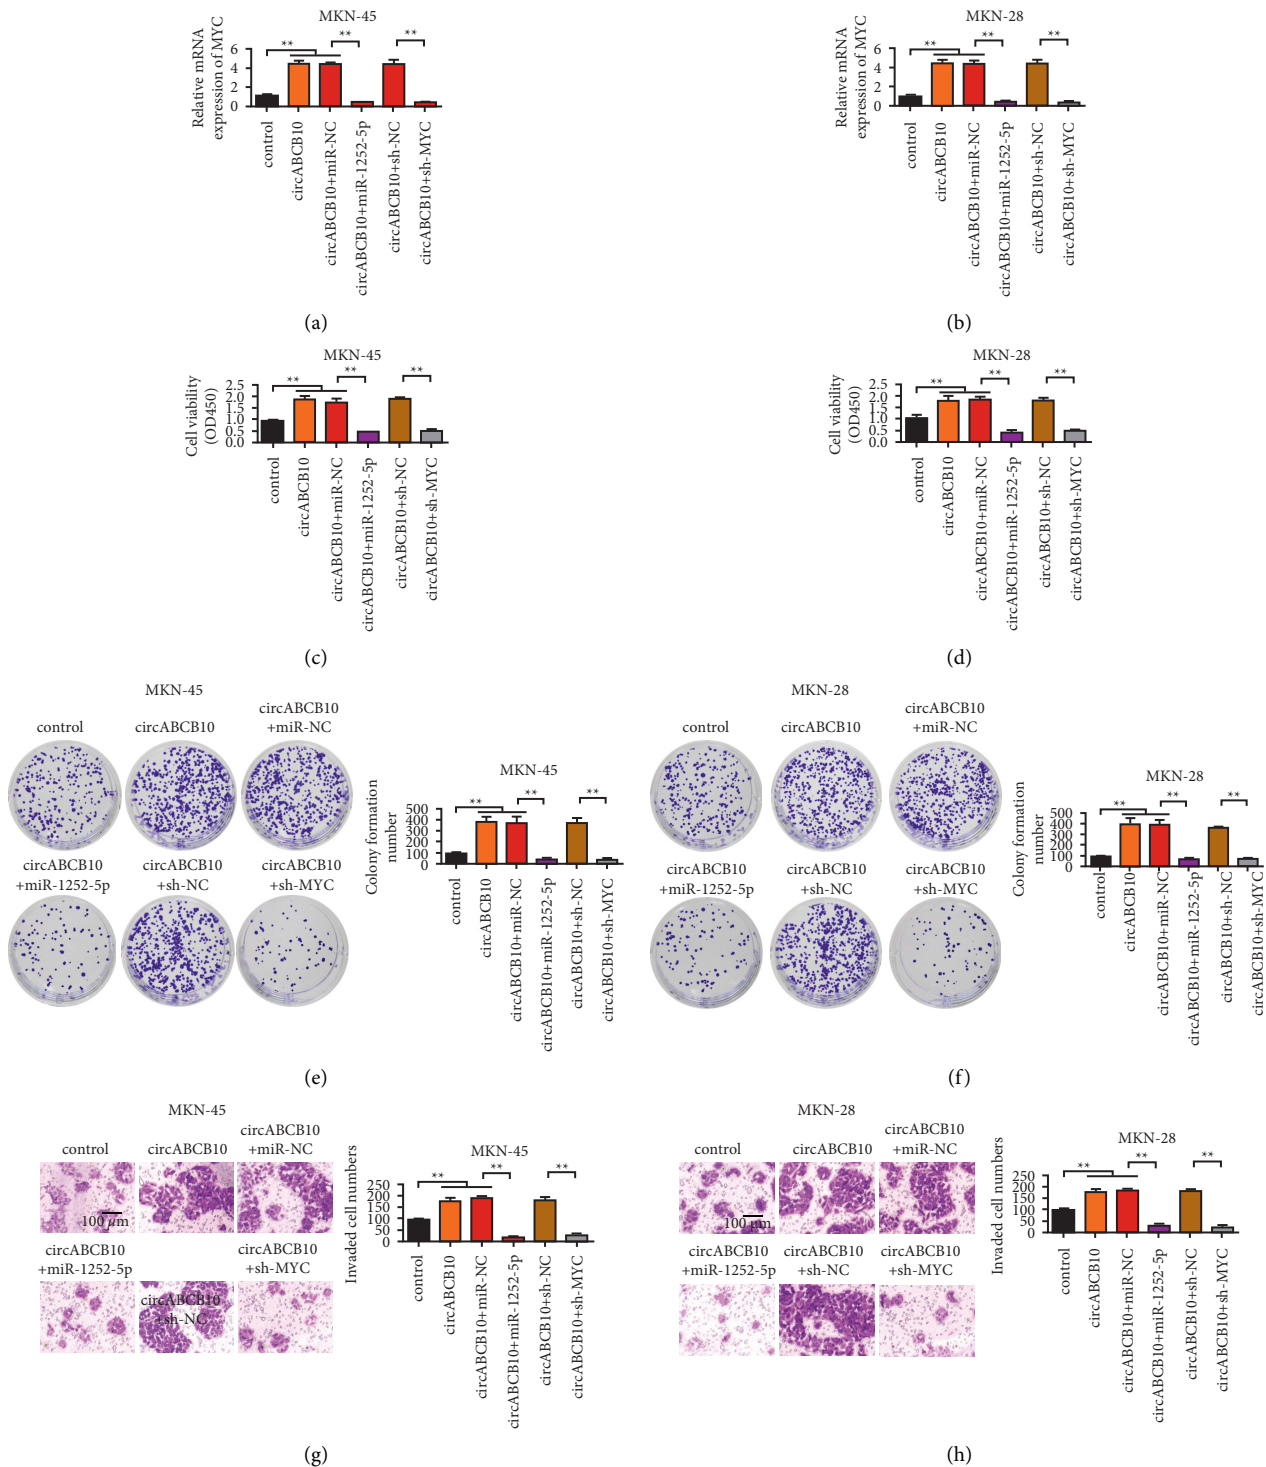 MKN-45
Relative mRNA
expression of MYC
6
4
2
0
**
**
**
control
circABCB10
circABCB10+miR-NC
circABCB10+miR-1252-5p
circABCB10+sh-NC
circABCB10+sh-MYC
(a)
MKN-28
Relative mRNA
expression of MYC
6
4
2
0
**
**
**
control
circABCB10
circABCB10+miR-NC
circABCB10+miR-1252-5p
circABCB10+sh-NC
circABCB10+sh-MYC
(b)
MKN-45
Cell viability
(OD450)
2.5
2.0
1.5
1.0
0.5
0.0
**
**
**
control
circABCB10
circABCB10+miR-NC
circABCB10+miR-1252-5p
circABCB10+sh-NC
circABCB10+sh-MYC
(c)
MKN-28
Cell viability
(OD450)
2.5
2.0
1.5
1.0
0.5
0.0
**
**
**
control
circABCB10
circABCB10+miR-NC
circABCB10+miR-1252-5p
circABCB10+sh-NC
circABCB10+sh-MYC
(d)
MKN-45
control
circABCB10
circABCB10
+miR-NC
circABCB10
+miR-1252-5p
circABCB10
+sh-NC
circABCB10
+sh-MYC
MKN-45
Colony formation
number
500
400
300
200
100
0
**
**
**
control
circABCB10
circABCB10+miR-NC
circABCB10+miR-1252-5p
circABCB10+sh-NC
circABCB10+sh-MYC
(e)
MKN-28
control
circABCB10
circABCB10
+miR-NC
circABCB10
+miR-1252-5p
circABCB10
+sh-NC
circABCB10
+sh-MYC
MKN-28
Colony formation
number
500
400
300
200
100
0
**
**
**
control
circABCB10
circABCB10+miR-NC
circABCB10+miR-1252-5p
circABCB10+sh-NC
circABCB10+sh-MYC
(f)
MKN-45
control
circABCB10
circABCB10
+miR-NC
100 µm
circABCB10
+miR-1252-5p
circABCB10
+sh-NC
circABCB10
+sh-MYC
MKN-45
Invaded cell numbers
250
200
150
100
50
0
**
**
**
control
circABCB10
circABCB10+miR-NC
circABCB10+miR-1252-5p
circABCB10+sh-NC
circABCB10+sh-MYC
(g)
MKN-28
control
circABCB10
circABCB10
+miR-NC
100 µm
circABCB10
+miR-1252-5p
circABCB10
+sh-NC
circABCB10
+sh-MYC
MKN-28
Invaded cell numbers
250
200
150
100
50
0
**
**
**
control
circABCB10
circABCB10+miR-NC
circABCB10+miR-1252-5p
circABCB10+sh-NC
circABCB10+sh-MYC
(h)